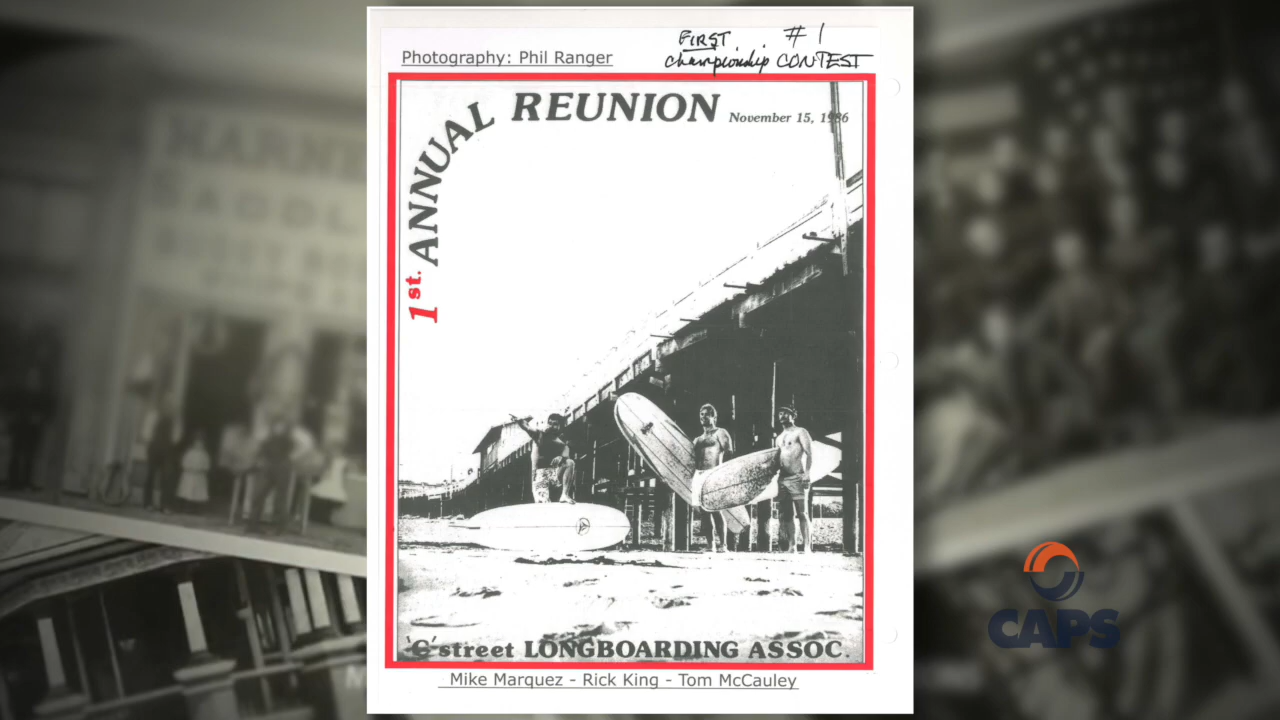 FIRST # 1
Championship CONTEST
Photography: Phil Ranger
1st. ANNUAL REUNION
November 15, 1986
'C' street LONGBOARDING ASSOC.
Mike Marquez - Rick King - Tom McCauley
CAPS